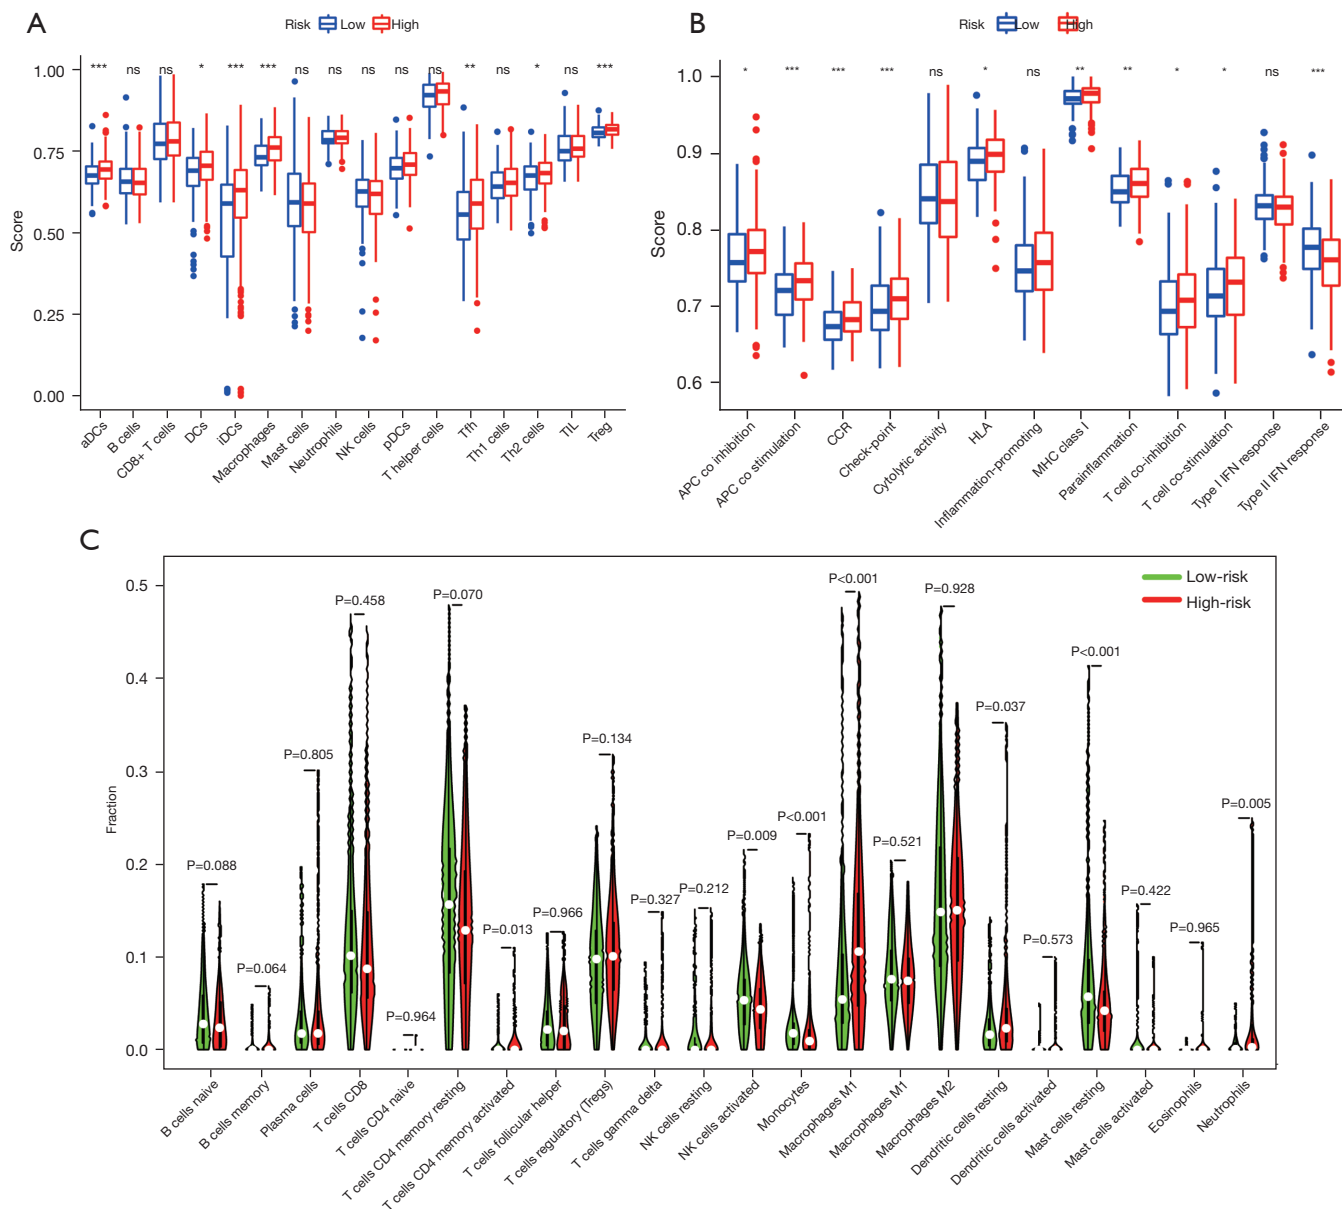 A
Risk Low High
*** ns ns * *** *** ns ns ns ns ns ** ns * ns ***
Score
1.00
0.75
0.50
0.25
0.00
aDCs
B cells
CD8+ T cells
DCs
iDCs
Macrophages
Mast cells
Neutrophils
NK cells
pDCs
T helper cells
Tfh
Th1 cells
Th2 cells
TIL
Treg
B
Risk Low High
* *** *** *** ns * ns ** ** * * ns ***
Score
1.0
0.9
0.8
0.7
0.6
APC co inhibition
APC co stimulation
CCR
Check-point
Cytolytic activity
HLA
Inflammation-promoting
MHC class I
Parainflammation
T cell co-inhibition
T cell co-stimulation
Type I IFN response
Type II IFN response
C
Low-risk
High-risk
Fraction
0.5
0.4
0.3
0.2
0.1
0.0
P=0.088
P=0.064
P=0.805
P=0.458
P=0.964
P=0.070
P=0.013
P=0.966
P=0.134
P=0.327
P=0.212
P=0.009
P<0.001
P<0.001
P=0.521
P=0.928
P=0.037
P=0.573
P<0.001
P=0.422
P=0.965
P=0.005
B cells naive
B cells memory
Plasma cells
T cells CD8
T cells CD4 naive
T cells CD4 memory resting
T cells CD4 memory activated
T cells follicular helper
T cells regulatory (Tregs)
T cells gamma delta
NK cells resting
NK cells activated
Monocytes
Macrophages M1
Macrophages M1
Macrophages M2
Dendritic cells resting
Dendritic cells activated
Mast cells resting
Mast cells activated
Eosinophils
Neutrophils